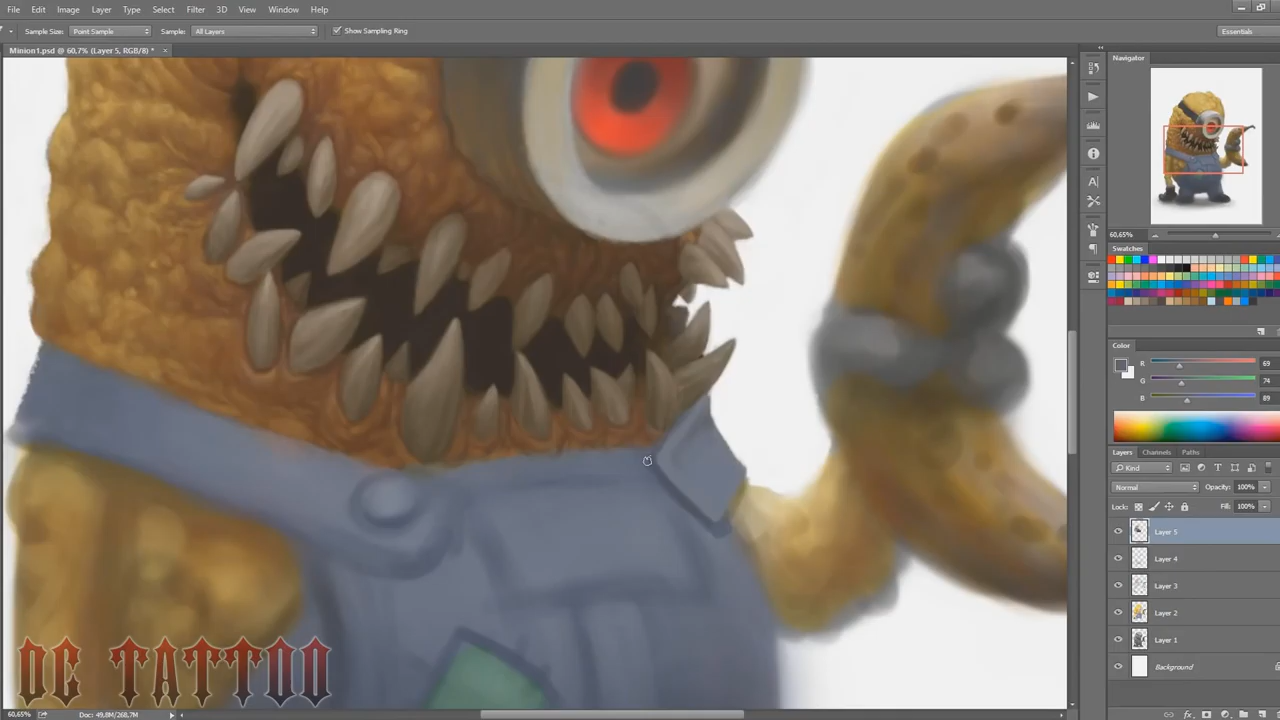 File Edit Image Layer Type Select Filter 3D View Window Help
Sample Size: Point Sample Sample: All Layers Show Sampling Ring Essentials
Minion1.psd @ 60,7% (Layer 5, RGB/8) * ×
Navigator
60,65%
Swatches
Color
R 69
G 74
B 89
Layers Channels Paths
Kind
Normal Opacity: 100%
Lock: Fill: 100%
Layer 5
Layer 4
Layer 3
Layer 2
Layer 1
Background
DC TATTOO
60,65% Doc: 49,8M/268,7M